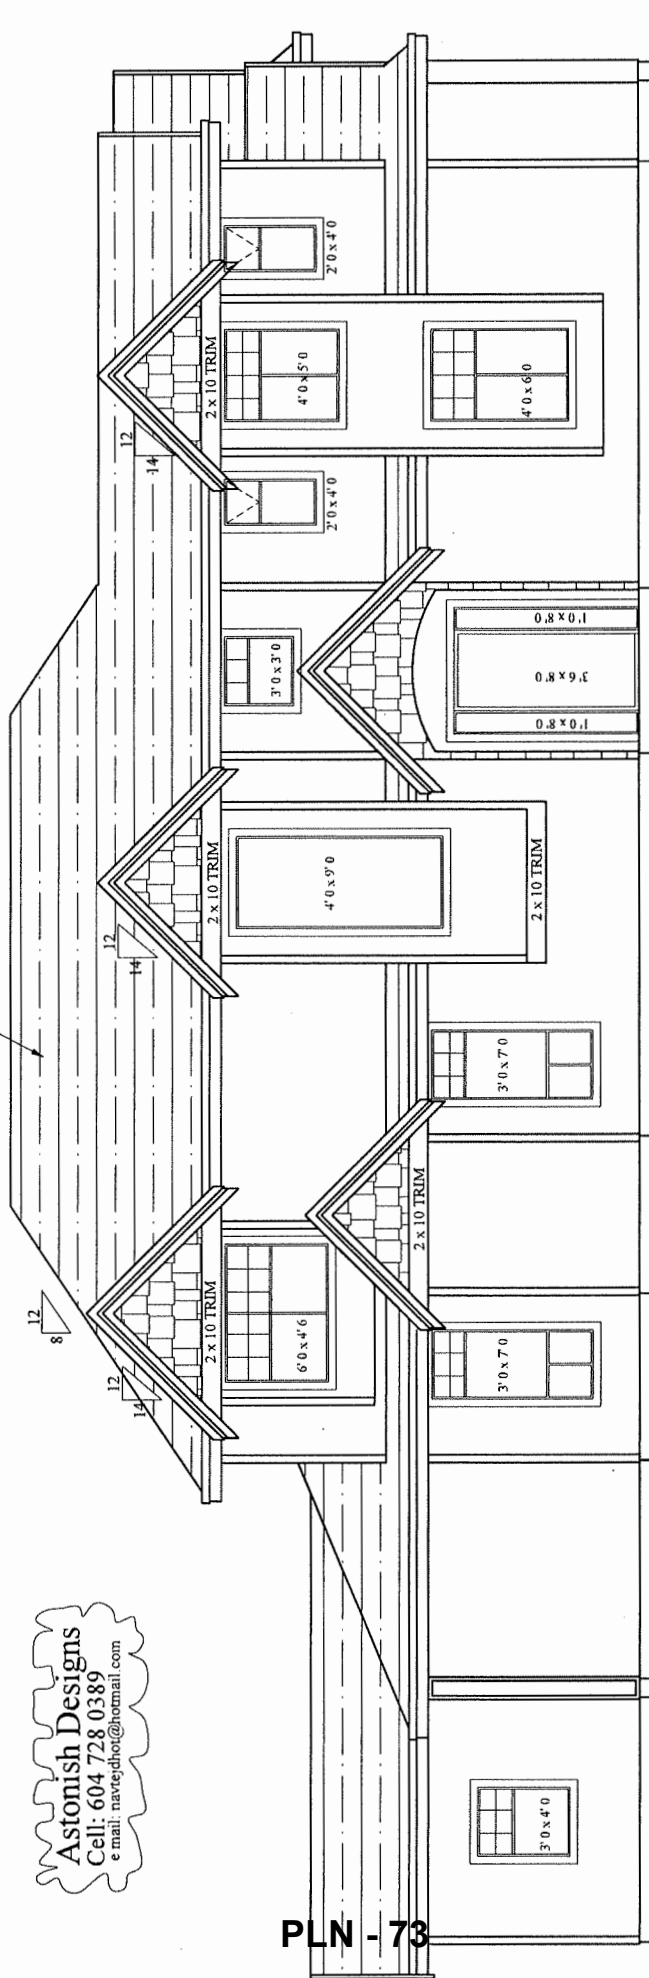 Astonish Designs
Cell: 604 728 0389
e mail: navtejdhot@hotmail.com
12
8
12
14
2 x 10 TRIM
6'0 x 4'6
3'0 x 4'0
3'0 x 7'0
2 x 10 TRIM
3'0 x 7'0
12
14
2 x 10 TRIM
4'0 x 9'0
2 x 10 TRIM
3'0 x 3'0
1'0 x 8'0
3'6 x 8'0
1'0 x 8'0
2'0 x 4'0
12
14
2 x 10 TRIM
4'0 x 5'0
4'0 x 6'0
2'0 x 4'0
PLN - 73